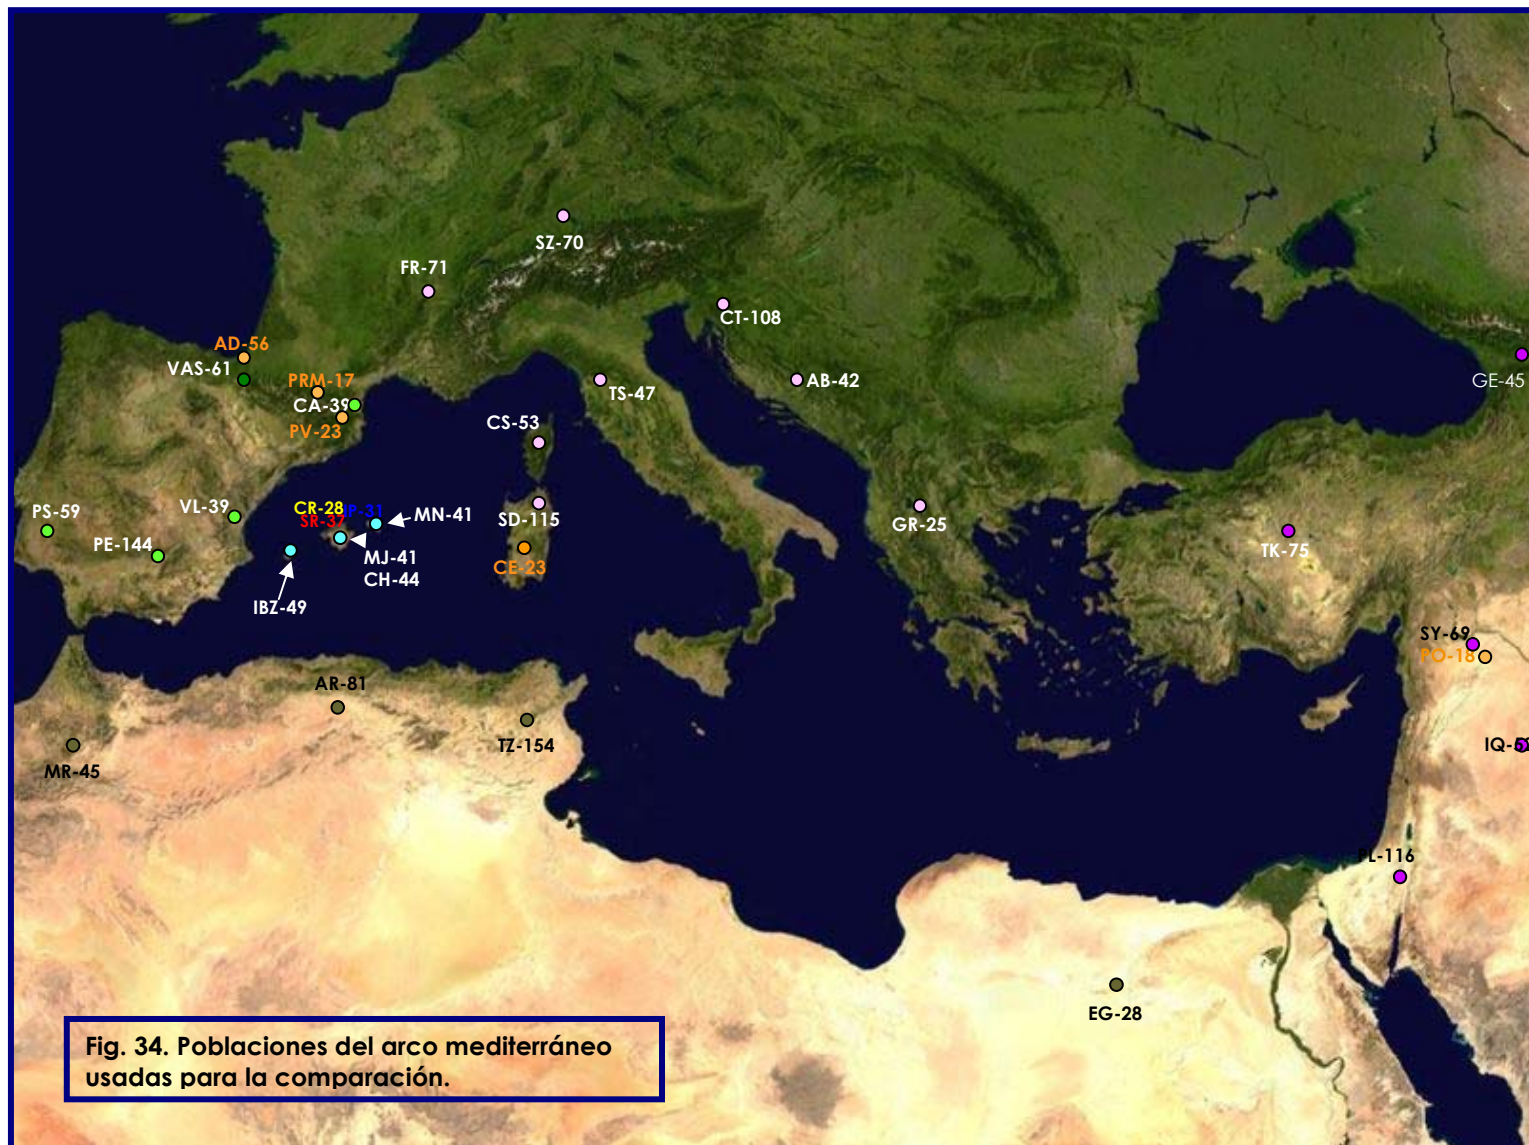 SZ-70
FR-71
CT-108
AD-56
VAS-61
PRM-17
CA-39
PV-23
TS-47
AB-42
GE-45
CS-53
PS-59
VL-39
CR-28
SR-37
MN-41
SD-115
GR-25
PE-144
MJ-41
CH-44
TK-75
CE-23
IBZ-49
SY-69
PO-18
AR-81
TZ-154
MR-45
PL-116
EG-28
Fig. 34. Poblaciones del arco mediterráneo
usadas para la comparación.